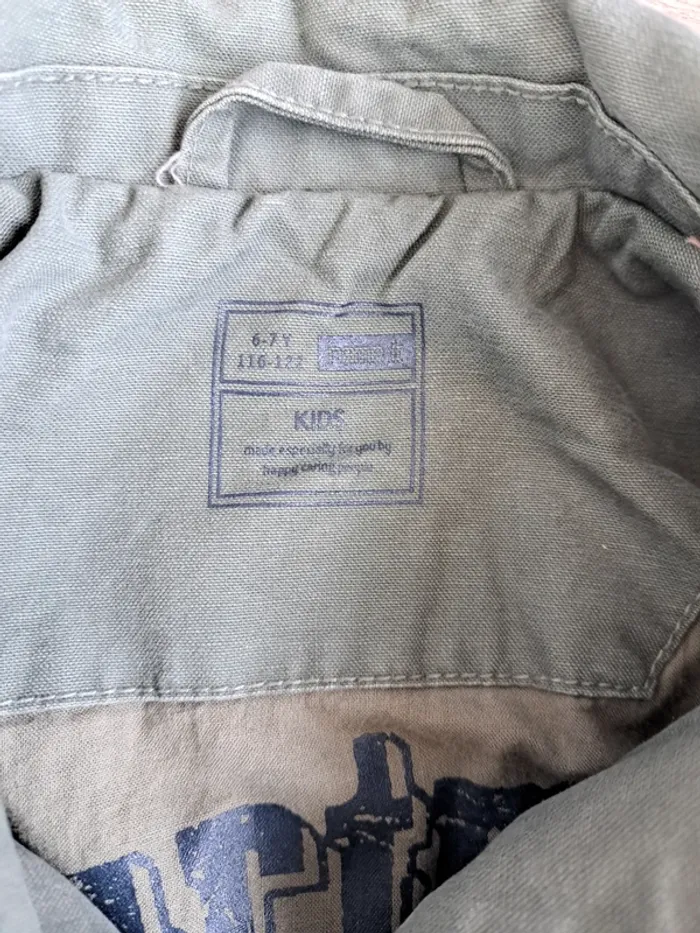 6-7 Y
116-122
KIDS
made especially for you by
happy caring people